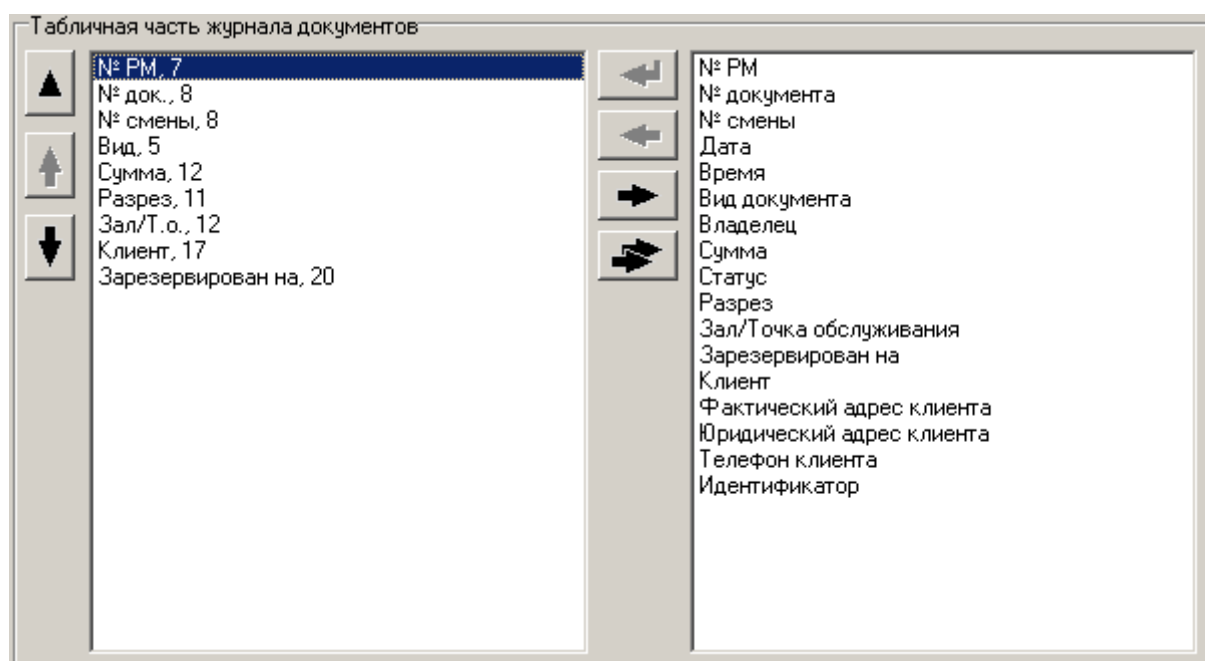 Табличная часть журнала документов
№ РМ, 7
№ док., 8
№ смены, 8
Вид, 5
Сумма, 12
Разрез, 11
Зал/Т.о., 12
Клиент, 17
Зарезервирован на, 20
№ РМ
№ документа
№ смены
Дата
Время
Вид документа
Владелец
Сумма
Статус
Разрез
Зал/Точка обслуживания
Зарезервирован на
Клиент
Фактический адрес клиента
Юридический адрес клиента
Телефон клиента
Идентификатор